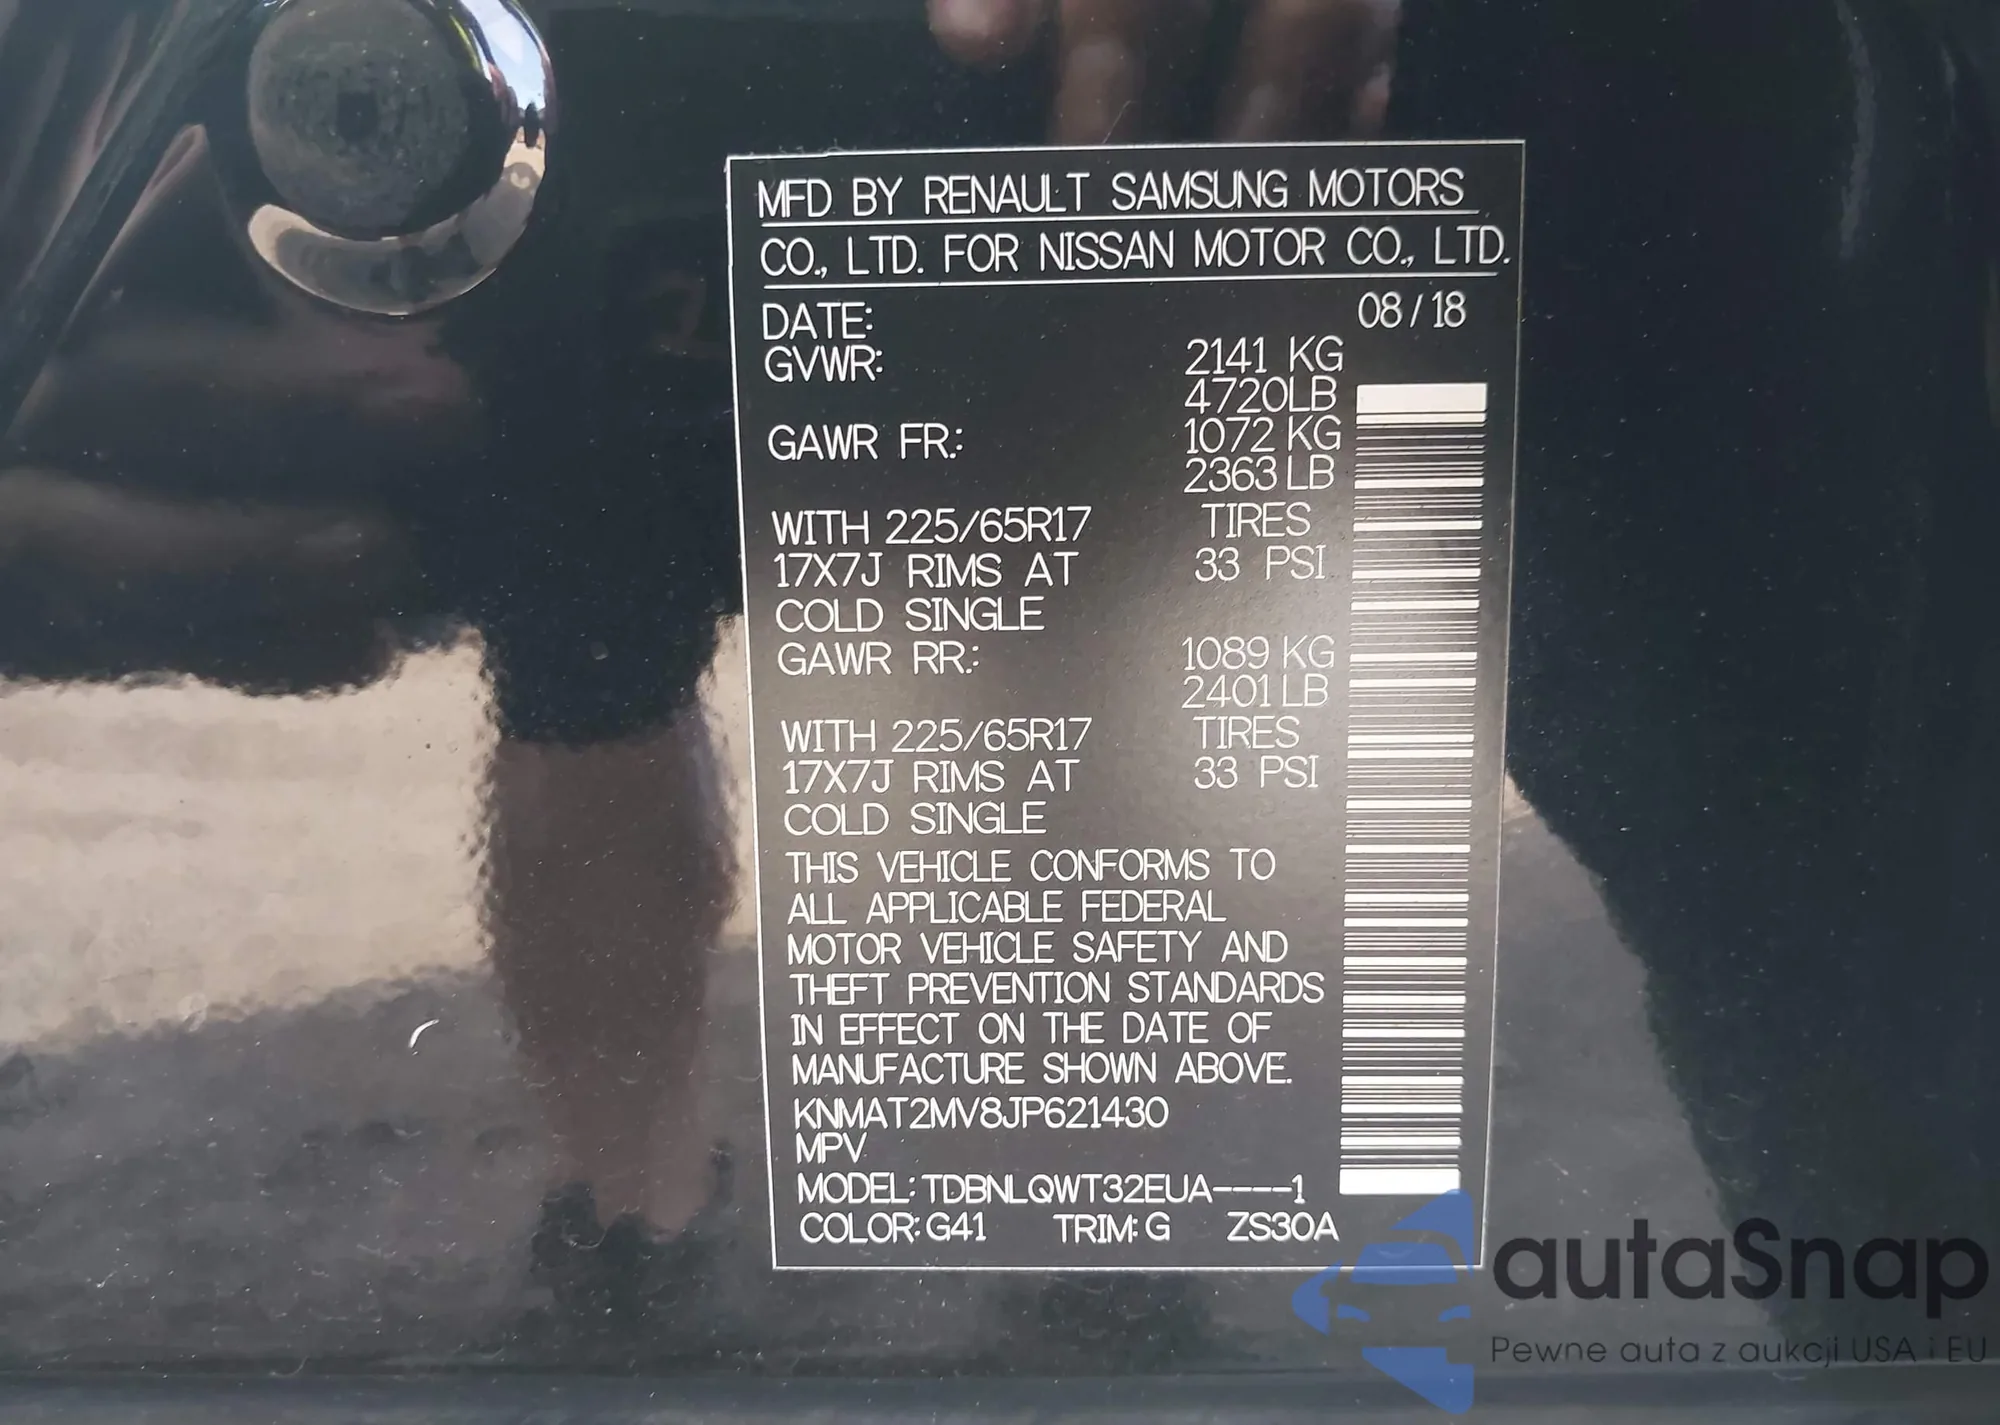 MFD BY RENAULT SAMSUNG MOTORS
CO., LTD. FOR NISSAN MOTOR CO., LTD.
DATE: 08 / 18
GVWR: 2141 KG
4720LB
GAWR FR.: 1072 KG
2363 LB
WITH 225/65R17 TIRES
17X7J RIMS AT 33 PSI
COLD SINGLE
GAWR RR.: 1089 KG
2401 LB
WITH 225/65R17 TIRES
17X7J RIMS AT 33 PSI
COLD SINGLE
THIS VEHICLE CONFORMS TO
ALL APPLICABLE FEDERAL
MOTOR VEHICLE SAFETY AND
THEFT PREVENTION STANDARDS
IN EFFECT ON THE DATE OF
MANUFACTURE SHOWN ABOVE.
KNMAT2MV8JP621430
MPV
MODEL: TDBNLQWT32EUA----1
COLOR: G41 TRIM: G ZS30A
autaSnap
Pewne auta z aukcji USA i EU